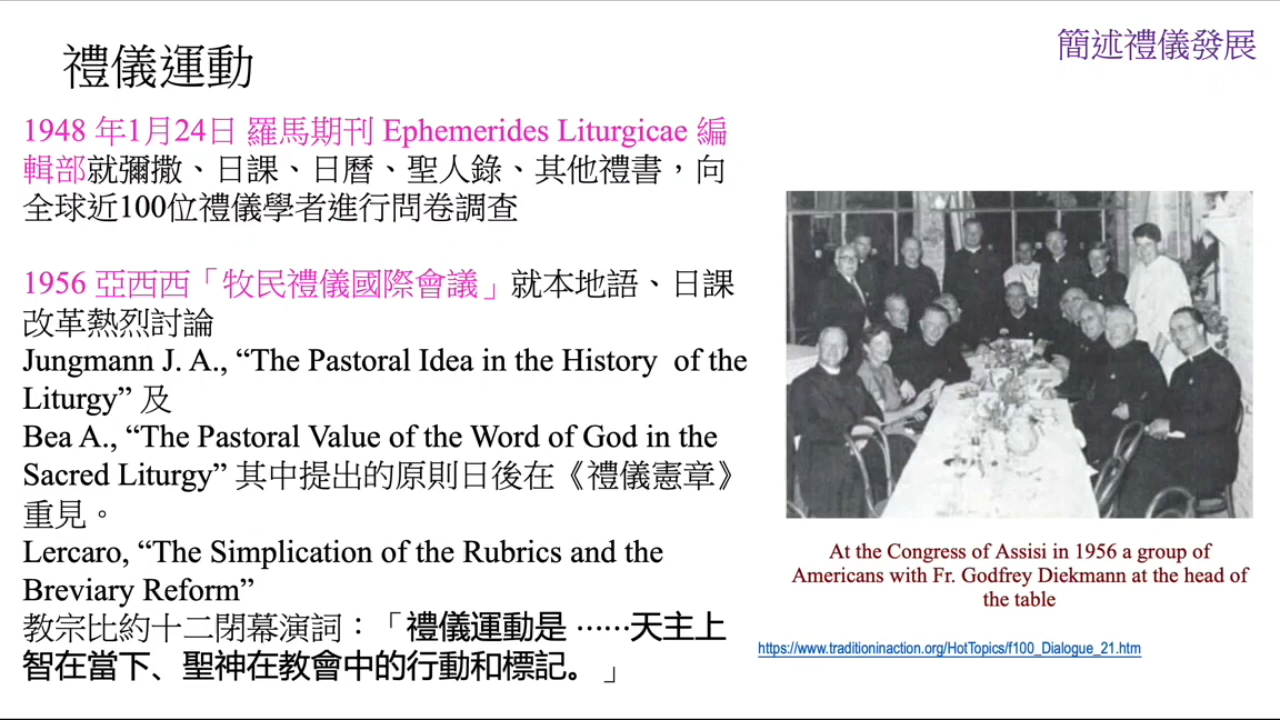 禮儀運動
簡述禮儀發展
1948 年1月24日 羅馬期刊 Ephemerides Liturgicae 編
輯部就彌撒、日課、日曆、聖人錄、其他禮書，向
全球近100位禮儀學者進行問卷調查
1956 亞西西「牧民禮儀國際會議」就本地語、日課
改革熱烈討論
Jungmann J. A., “The Pastoral Idea in the History of the
Liturgy” 及
Bea A., “The Pastoral Value of the Word of God in the
Sacred Liturgy” 其中提出的原則日後在《禮儀憲章》
重見。
Lercaro, “The Simplication of the Rubrics and the
Breviary Reform”
教宗比約十二閉幕演詞：「禮儀運動是 ……天主上
智在當下、聖神在教會中的行動和標記。」
At the Congress of Assisi in 1956 a group of
Americans with Fr. Godfrey Diekmann at the head of
the table
https://www.traditioninaction.org/HotTopics/f100_Dialogue_21.htm